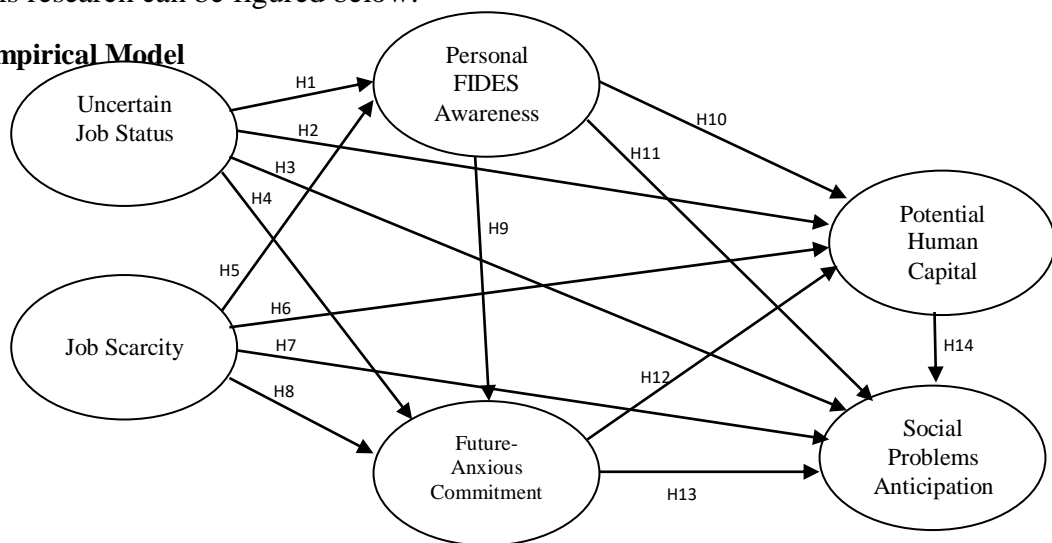 is research can be figured below.
mpirical Model
Personal
FIDES
Awareness
Uncertain
Job Status
H1
H2
H3
H4
H10
H11
H9
Potential
Human
Capital
H5
H6
H7
H8
Job Scarcity
H12
H14
Future-
Anxious
Commitment
H13
Social
Problems
Anticipation